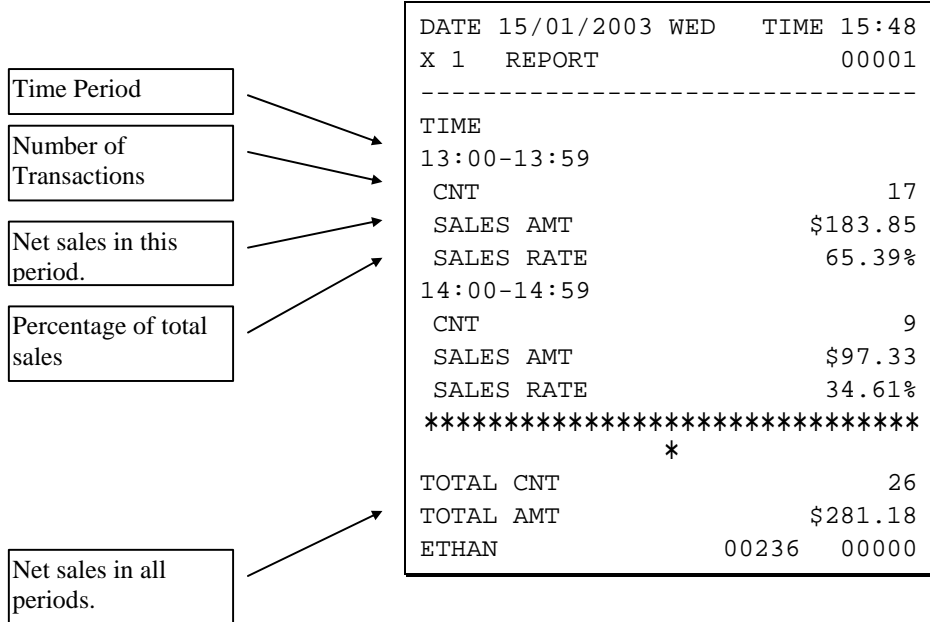 Time Period
Number of
Transactions
Net sales in this
period.
Percentage of total
sales
Net sales in all
periods.
DATE 15/01/2003 WED TIME 15:48
X 1 REPORT 00001
--------------------------------
TIME
13:00-13:59
CNT 17
SALES AMT $183.85
SALES RATE 65.39%
14:00-14:59
CNT 9
SALES AMT $97.33
SALES RATE 34.61%
*******************************
*
TOTAL CNT 26
TOTAL AMT $281.18
ETHAN 00236 00000